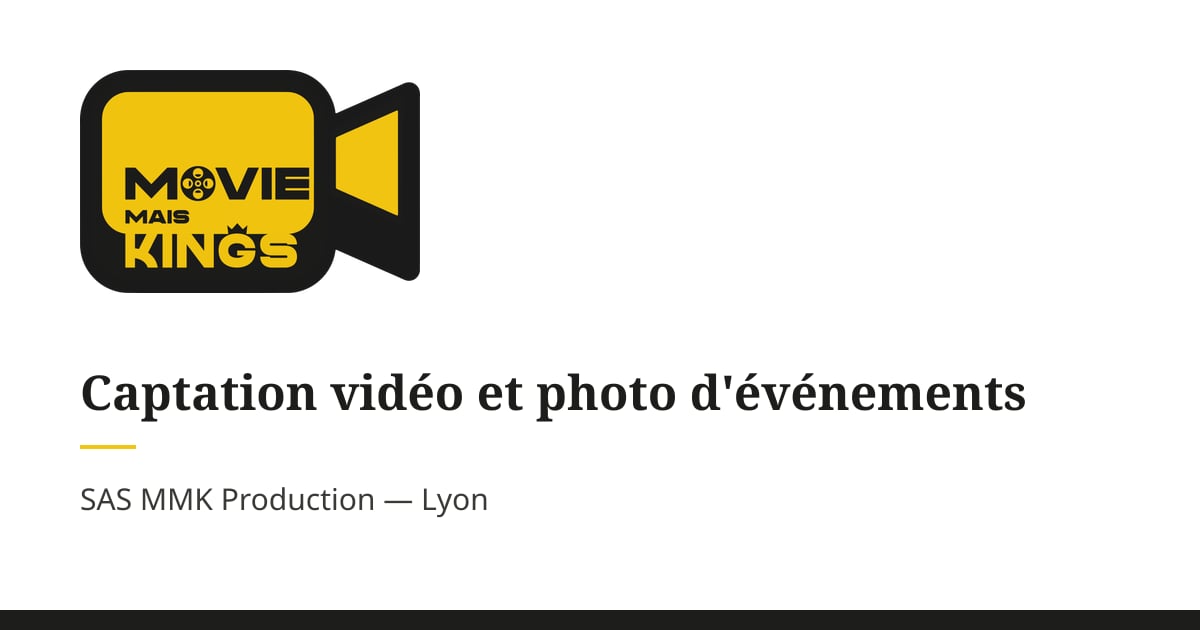 MOVIE
MAIS
KINGS
Captation vidéo et photo d'événements
SAS MMK Production — Lyon